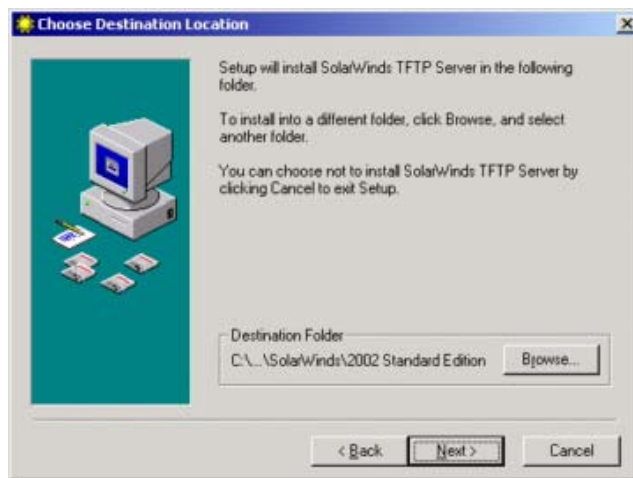 Choose Destination Location
Setup will install SolarWinds TFTP Server in the following
folder.
To install into a different folder, click Browse, and select
another folder.
You can choose not to install SolarWinds TFTP Server by
clicking Cancel to exit Setup.
Destination Folder
C:\...\SolarWinds\2002 Standard Edition
Browse...
< Back
Next >
Cancel